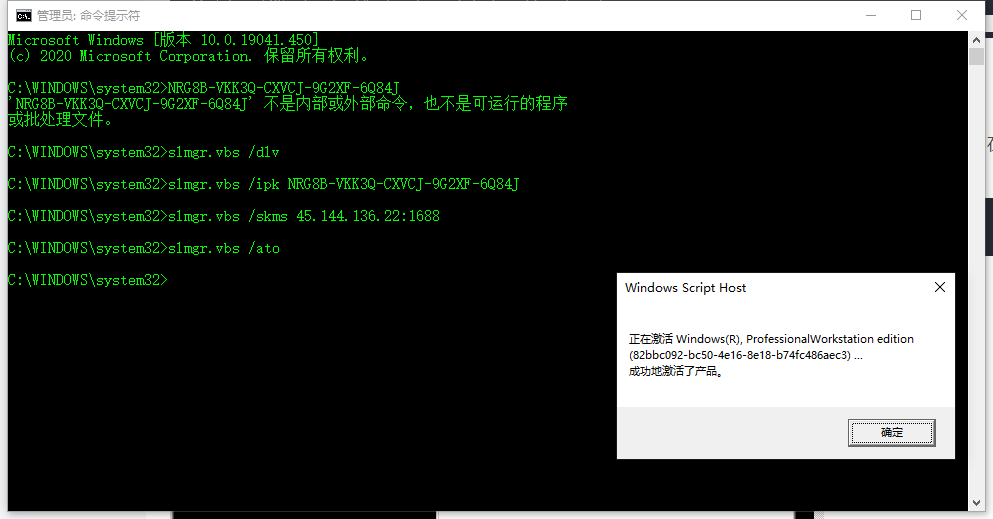 管理员: 命令提示符
Microsoft Windows [版本 10.0.19041.450]
(c) 2020 Microsoft Corporation. 保留所有权利。
C:\WINDOWS\system32>NRG8B-VKK3Q-CXVCJ-9G2XF-6Q84J
'NRG8B-VKK3Q-CXVCJ-9G2XF-6Q84J' 不是内部或外部命令，也不是可运行的程序
或批处理文件。
C:\WINDOWS\system32>slmgr.vbs /dlv
C:\WINDOWS\system32>slmgr.vbs /ipk NRG8B-VKK3Q-CXVCJ-9G2XF-6Q84J
C:\WINDOWS\system32>slmgr.vbs /skms 45.144.136.22:1688
C:\WINDOWS\system32>slmgr.vbs /ato
C:\WINDOWS\system32>
Windows Script Host
正在激活 Windows(R), ProfessionalWorkstation edition
(82bbc092-bc50-4e16-8e18-b74fc486aec3) ...
成功地激活了产品。
确定